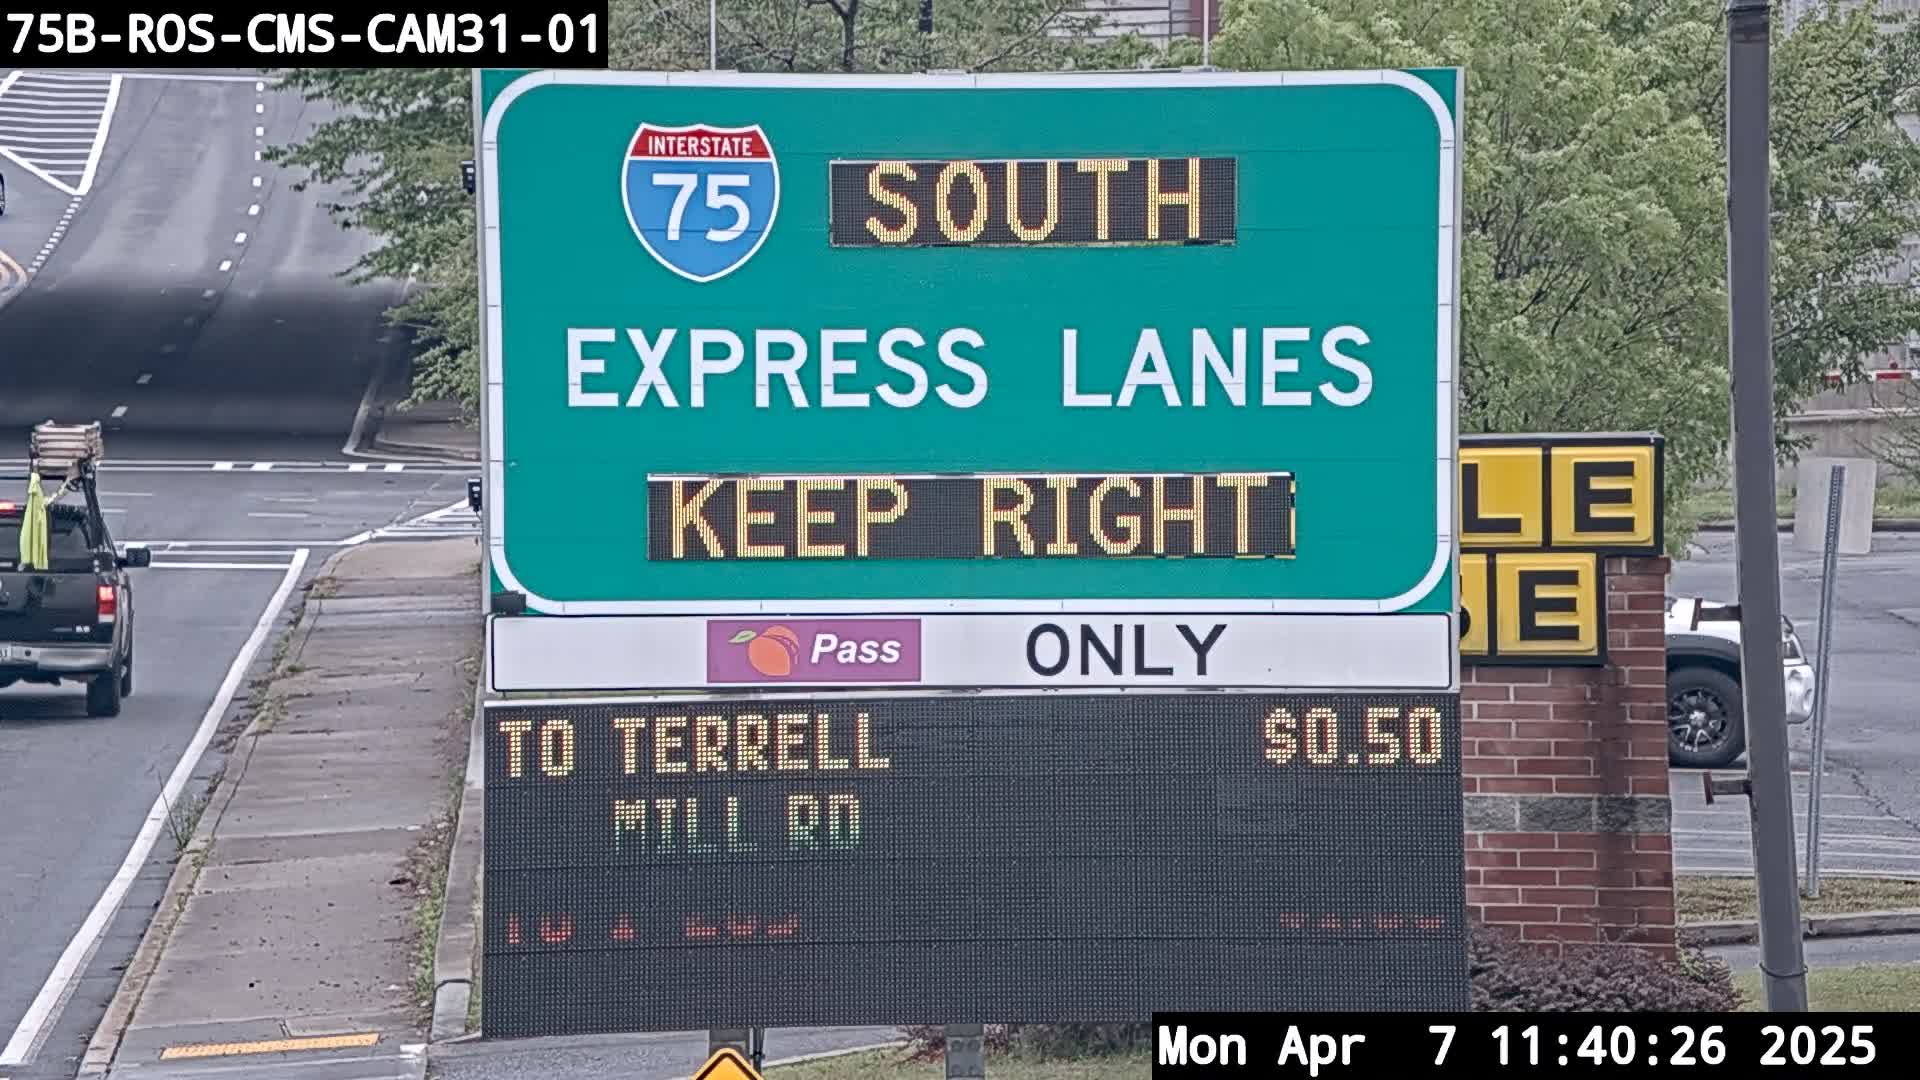 75B-ROS-CMS-CAM31-01
INTERSTATE
75
SOUTH
EXPRESS LANES
KEEP RIGHT
Pass ONLY
TO TERRELL $0.50
MILL RD
LE
E
Mon Apr 7 11:40:26 2025